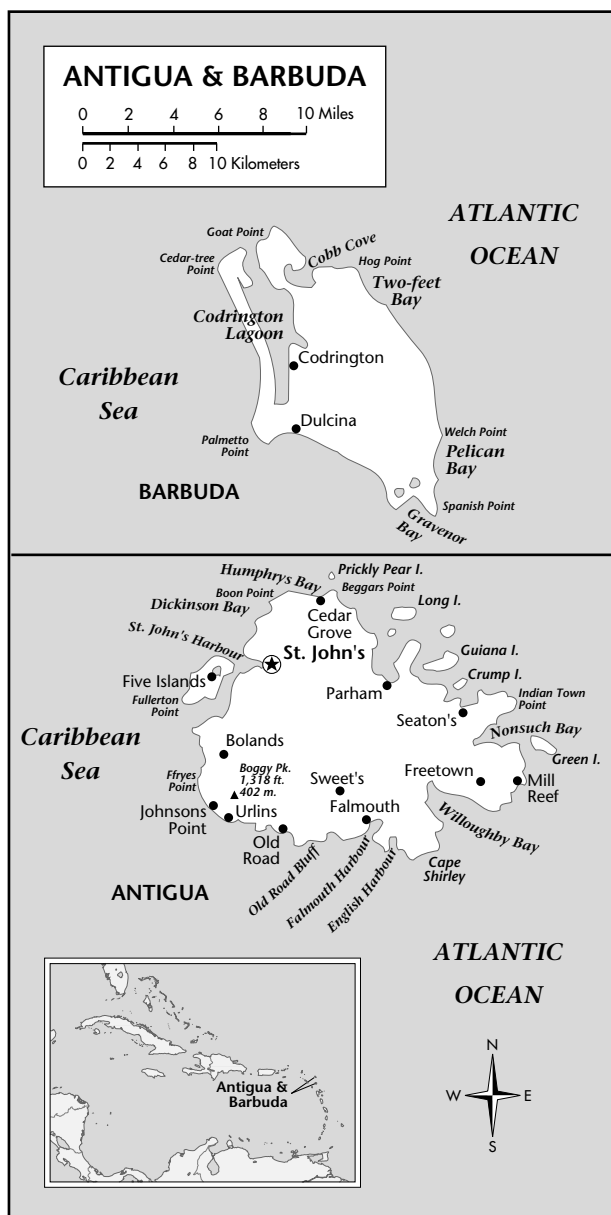 ANTIGUA & BARBUDA
0 2 4 6 8 10 Miles
0 2 4 6 8 10 Kilometers
ATLANTIC
OCEAN
Goat Point
Cobb Cove
Cedar-tree
Point
Hog Point
Two-feet
Bay
Codrington
Lagoon
Codrington
Caribbean
Sea
Dulcina
Palmetto
Point
Welch Point
Pelican
Bay
BARBUDA
Spanish Point
Gravenor
Bay
Prickly Pear I.
Humphrys Bay
Boon Point
Beggars Point
Dickinson Bay
Long I.
Cedar
Grove
St. John's Harbour
St. John's
Guiana I.
Five Islands
Crump I.
Parham
Fullerton
Point
Indian Town
Point
Seaton's
Caribbean
Sea
Nonsuch Bay
Bolands
Green I.
Boggy Pk.
1,318 ft.
402 m.
Ffryes
Point
Sweet's
Freetown
Mill
Reef
Johnsons
Point
Urlins
Falmouth
Old
Road
Willoughby Bay
Old Road Bluff
Falmouth Harbour
English Harbour
Cape
Shirley
ANTIGUA
ATLANTIC
OCEAN
Antigua &
Barbuda
N
W E
S